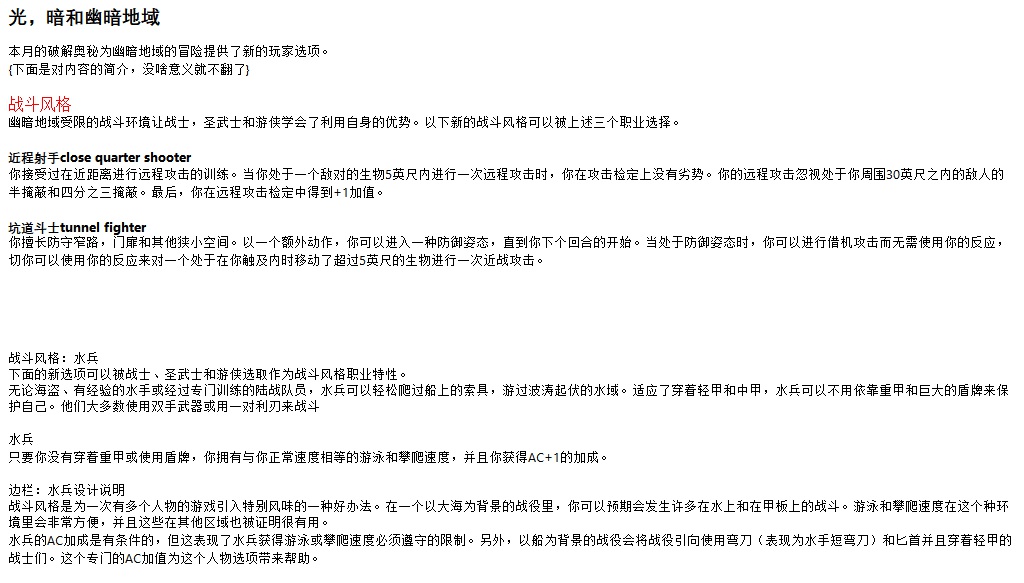 光，暗和幽暗地域
本月的破解奥秘为幽暗地域的冒险提供了新的玩家选项。
{下面是对内容的简介，没啥意义就不翻了}
战斗风格
幽暗地域受限的战斗环境让战士，圣武士和游侠学会了利用自身的优势。以下新的战斗风格可以被上述三个职业选择。
近程射手close quarter shooter
你接受过在近距离进行远程攻击的训练。当你处于一个敌对的生物5英尺内进行一次远程攻击时，你在攻击检定上没有劣势。你的远程攻击忽视处于你周围30英尺之内的敌人的
半掩蔽和四分之三掩蔽。最后，你在远程攻击检定中得到+1加值。
坑道斗士tunnel fighter
你擅长防守窄路，门扉和其他狭小空间。以一个额外动作，你可以进入一种防御姿态，直到你下个回合的开始。当处于防御姿态时，你可以进行借机攻击而无需使用你的反应，
切你可以使用你的反应来对一个处于在你触及内时移动了超过5英尺的生物进行一次近战攻击。
战斗风格：水兵
下面的新选项可以被战士、圣武士和游侠选取作为战斗风格职业特性。
无论海盗、有经验的水手或经过专门训练的陆战队员，水兵可以轻松爬过船上的索具，游过波涛起伏的水域。适应了穿着轻甲和中甲，水兵可以不用依靠重甲和巨大的盾牌来保
护自己。他们大多数使用双手武器或用一对利刃来战斗
水兵
只要你没有穿着重甲或使用盾牌，你拥有与你正常速度相等的游泳和攀爬速度，并且你获得AC+1的加成。
边栏：水兵设计说明
战斗风格是为一次有多个人物的游戏引入特别风味的一种好办法。在一个以大海为背景的战役里，你可以预期会发生许多在水上和在甲板上的战斗。游泳和攀爬速度在这个种环
境里会非常方便，并且这些在其他区域也被证明很有用。
水兵的AC加成是有条件的，但这表现了水兵获得游泳或攀爬速度必须遵守的限制。另外，以船为背景的战役会将战役引向使用弯刀（表现为水手短弯刀）和匕首并且穿着轻甲的
战士们。这个专门的AC加值为这个人物选项带来帮助。